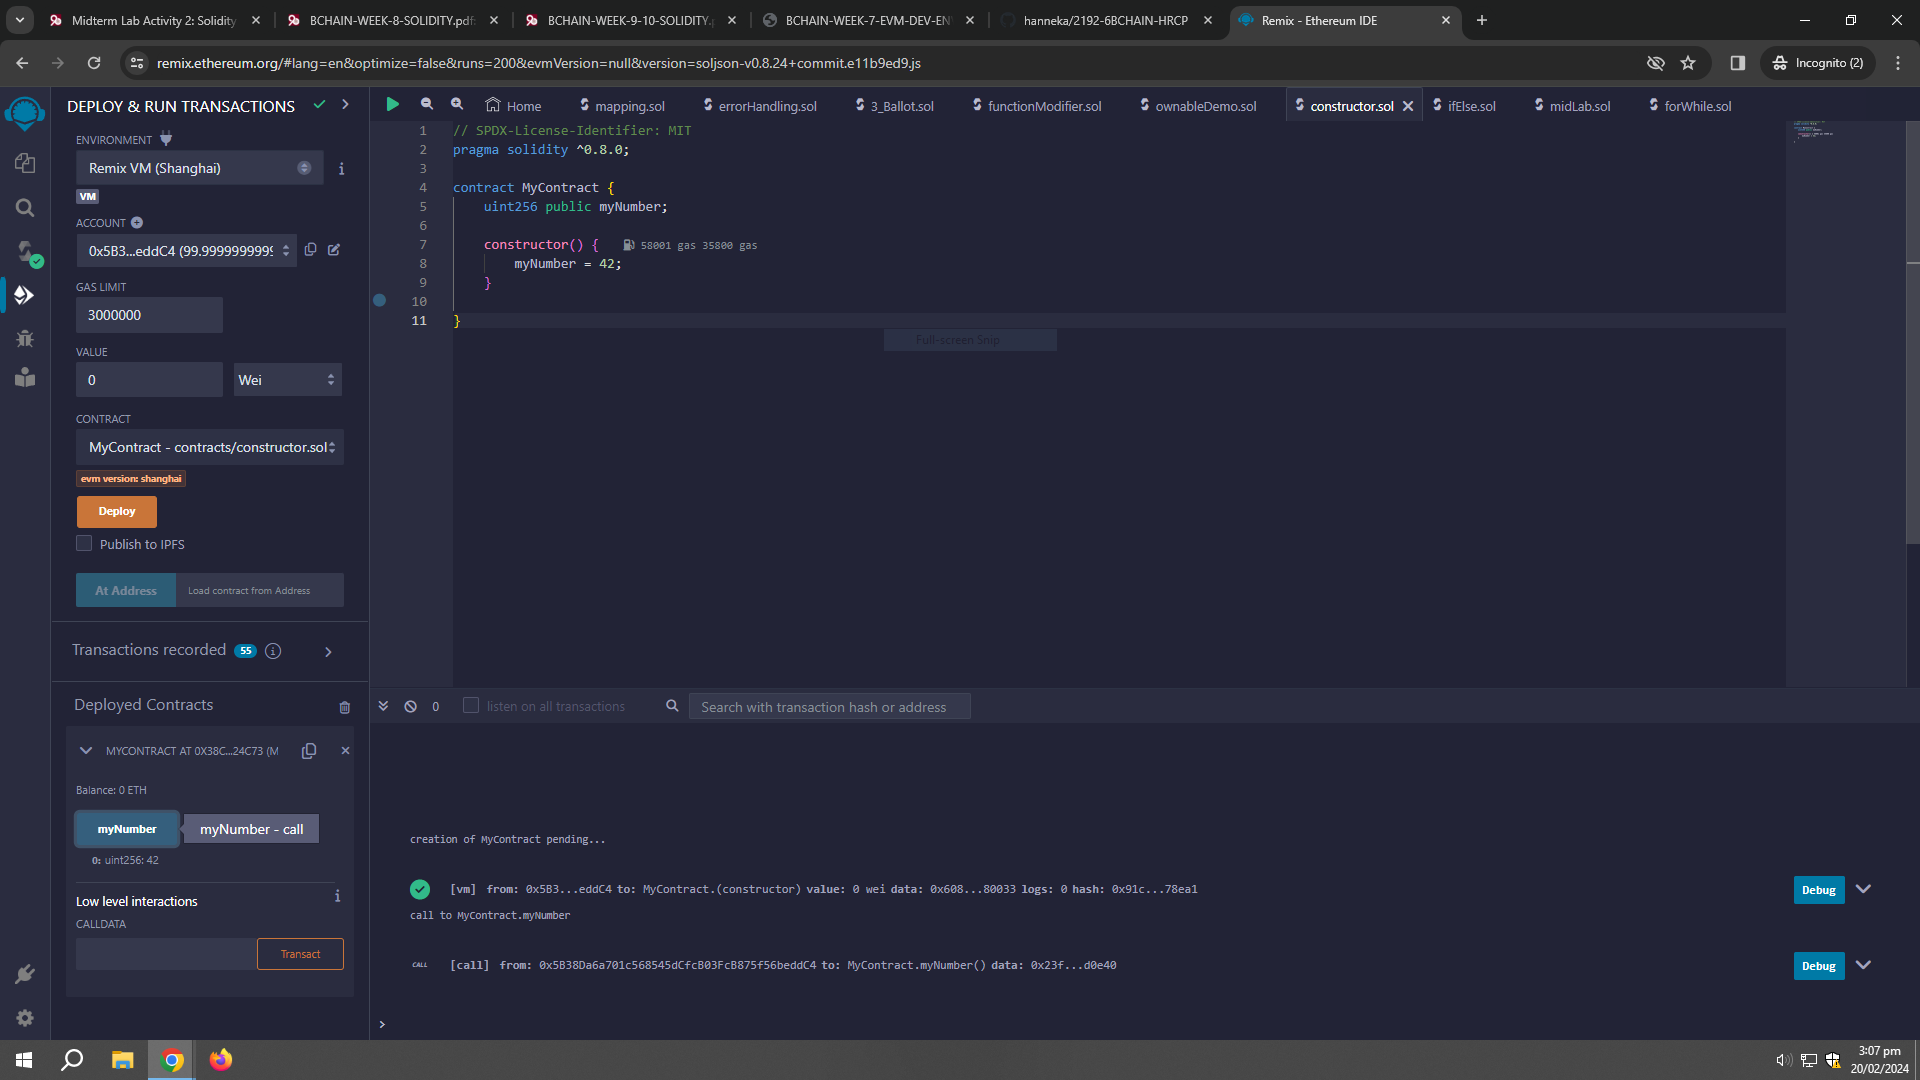 Midterm Lab Activity 2: Solidity
BCHAIN-WEEK-8-SOLIDITY.pdf
BCHAIN-WEEK-9-10-SOLIDITY.p
BCHAIN-WEEK-7-EVM-DEV-EN
hanneka/2192-6BCHAIN-HRCP
Remix - Ethereum IDE
remix.ethereum.org/#lang=en&optimize=false&runs=200&evmVersion=null&version=soljson-v0.8.24+commit.e11b9ed9.js
Incognito (2)
DEPLOY & RUN TRANSACTIONS
Home
mapping.sol
errorHandling.sol
3_Ballot.sol
functionModifier.sol
ownableDemo.sol
constructor.sol
ifElse.sol
midLab.sol
forWhile.sol
ENVIRONMENT
Remix VM (Shanghai)
VM
ACCOUNT
0x5B3...eddC4 (99.9999999999
GAS LIMIT
3000000
VALUE
0
Wei
CONTRACT
MyContract - contracts/constructor.sol
evm version: shanghai
Deploy
Publish to IPFS
At Address
Load contract from Address
Transactions recorded 55 i
Deployed Contracts
MYCONTRACT AT 0X38C...24C73 (M
Balance: 0 ETH
myNumber
myNumber - call
0: uint256: 42
Low level interactions
CALLDATA
Transact
1 // SPDX-License-Identifier: MIT
2 pragma solidity ^0.8.0;
3
4 contract MyContract {
5 uint256 public myNumber;
6
7 constructor() { 58001 gas 35800 gas
8 myNumber = 42;
9 }
10
11 }
Full-screen Snip
0
listen on all transactions
Search with transaction hash or address
creation of MyContract pending...
[vm] from: 0x5B3...eddC4 to: MyContract.(constructor) value: 0 wei data: 0x608...80033 logs: 0 hash: 0x91c...78ea1
Debug
call to MyContract.myNumber
CALL [call] from: 0x5B38Da6a701c568545dCfcB03FcB875f56beddC4 to: MyContract.myNumber() data: 0x23f...d0e40
Debug
>
3:07 pm
20/02/2024